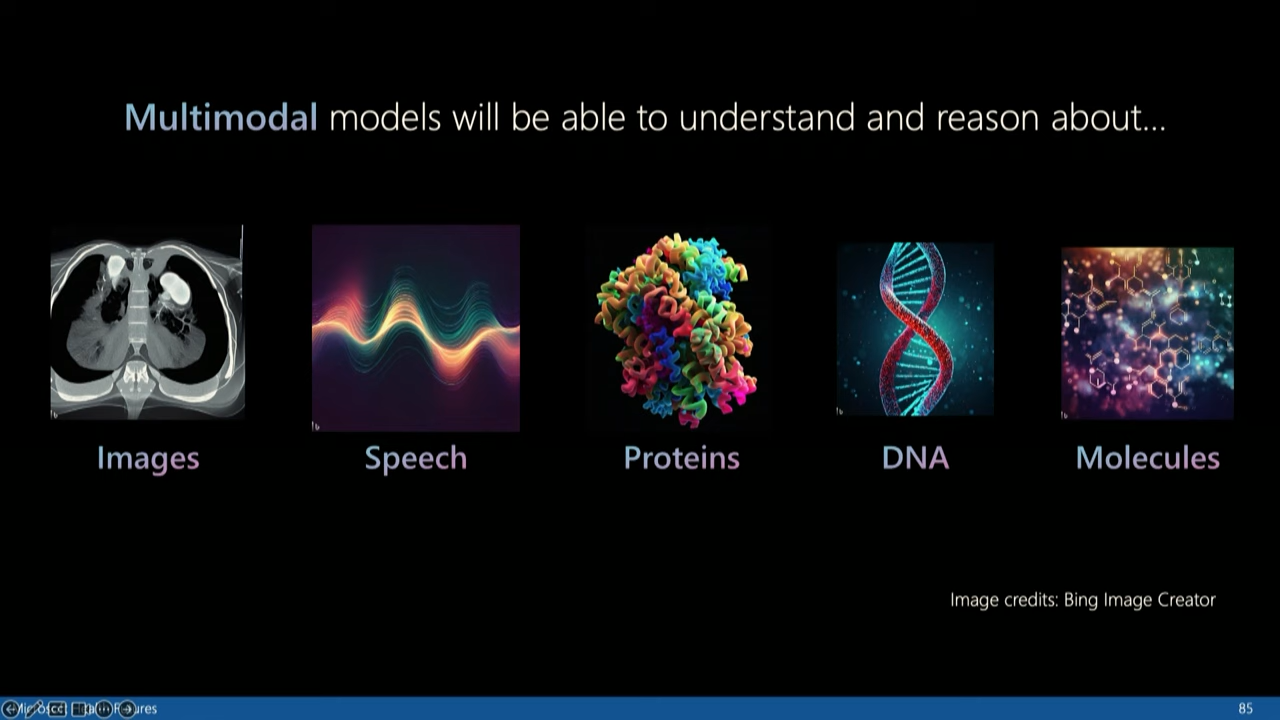 Multimodal models will be able to understand and reason about...
Images
Speech
Proteins
DNA
Molecules
Image credits: Bing Image Creator
85